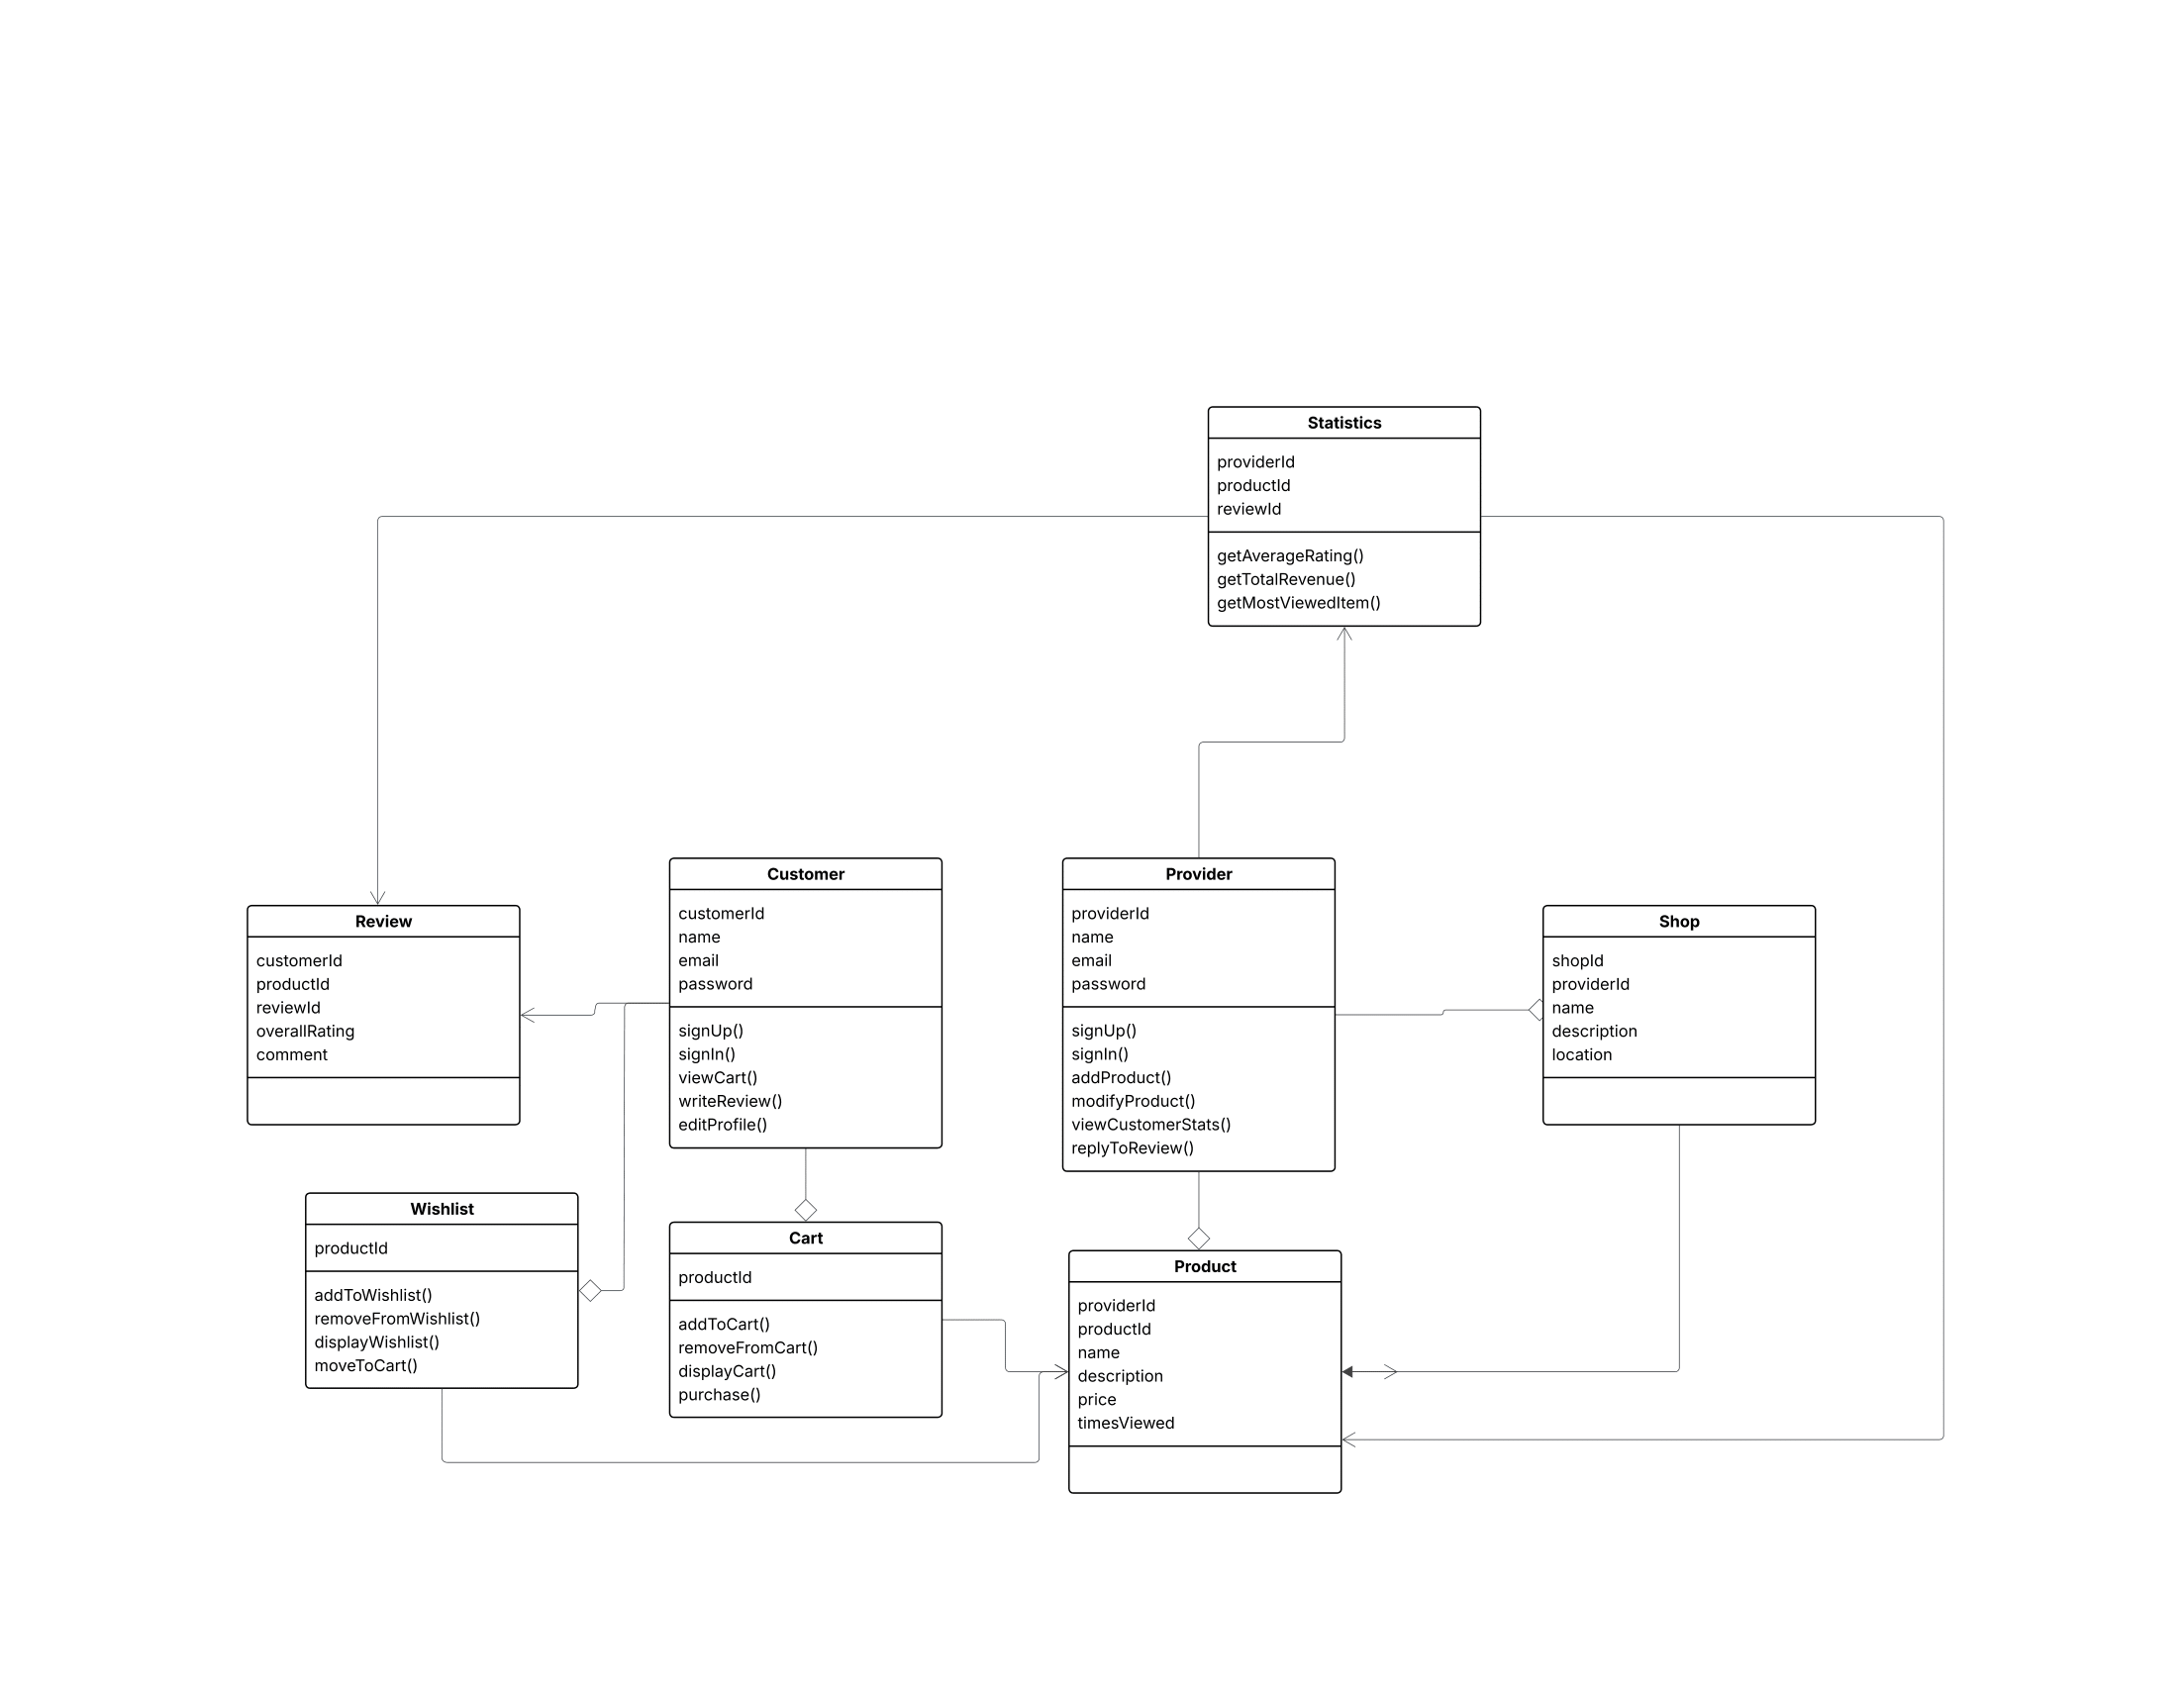 Statistics
providerId
productId
reviewId
getAverageRating()
getTotalRevenue()
getMostViewedItem()
Review
customerId
productId
reviewId
overallRating
comment
Customer
customerId
name
email
password
signUp()
signIn()
viewCart()
writeReview()
editProfile()
Provider
providerId
name
email
password
signUp()
signIn()
addProduct()
modifyProduct()
viewCustomerStats()
replyToReview()
Shop
shopId
providerId
name
description
location
Wishlist
productId
addToWishlist()
removeFromWishlist()
displayWishlist()
moveToCart()
Cart
productId
addToCart()
removeFromCart()
displayCart()
purchase()
Product
providerId
productId
name
description
price
timesViewed